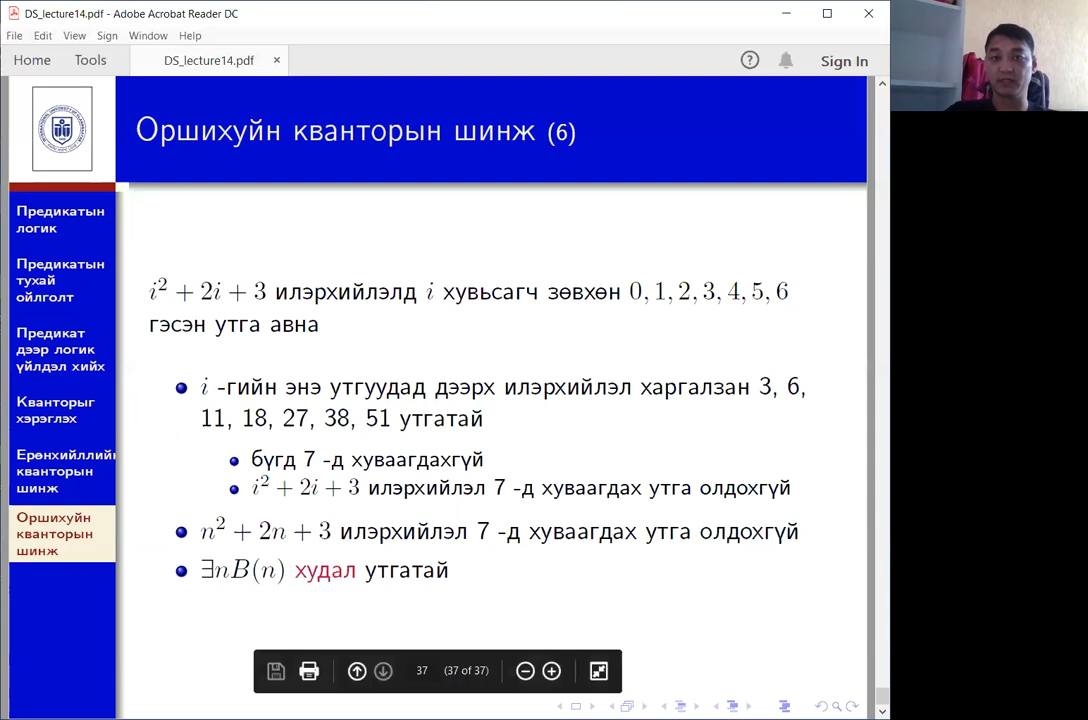 DS_lecture14.pdf - Adobe Acrobat Reader DC
File Edit View Sign Window Help
Home Tools DS_lecture14.pdf × Sign In
Оршихуйн кванторын шинж (6)
Предикатын
логик
Предикатын
тухай
ойлголт
Предикат
дээр логик
үйлдэл хийх
Кванторыг
хэрэглэх
Ерөнхийллийн
кванторын
шинж
Оршихуйн
кванторын
шинж
i² + 2i + 3 илэрхийлэлд i хувьсагч зөвхөн 0, 1, 2, 3, 4, 5, 6
гэсэн утга авна
i -гийн энэ утгуудад дээрх илэрхийлэл харгалзан 3, 6,
11, 18, 27, 38, 51 утгатай
бүгд 7 -д хуваагдахгүй
i² + 2i + 3 илэрхийлэл 7 -д хуваагдах утга олдохгүй
n² + 2n + 3 илэрхийлэл 7 -д хуваагдах утга олдохгүй
∃nB(n) худал утгатай
37 (37 of 37)